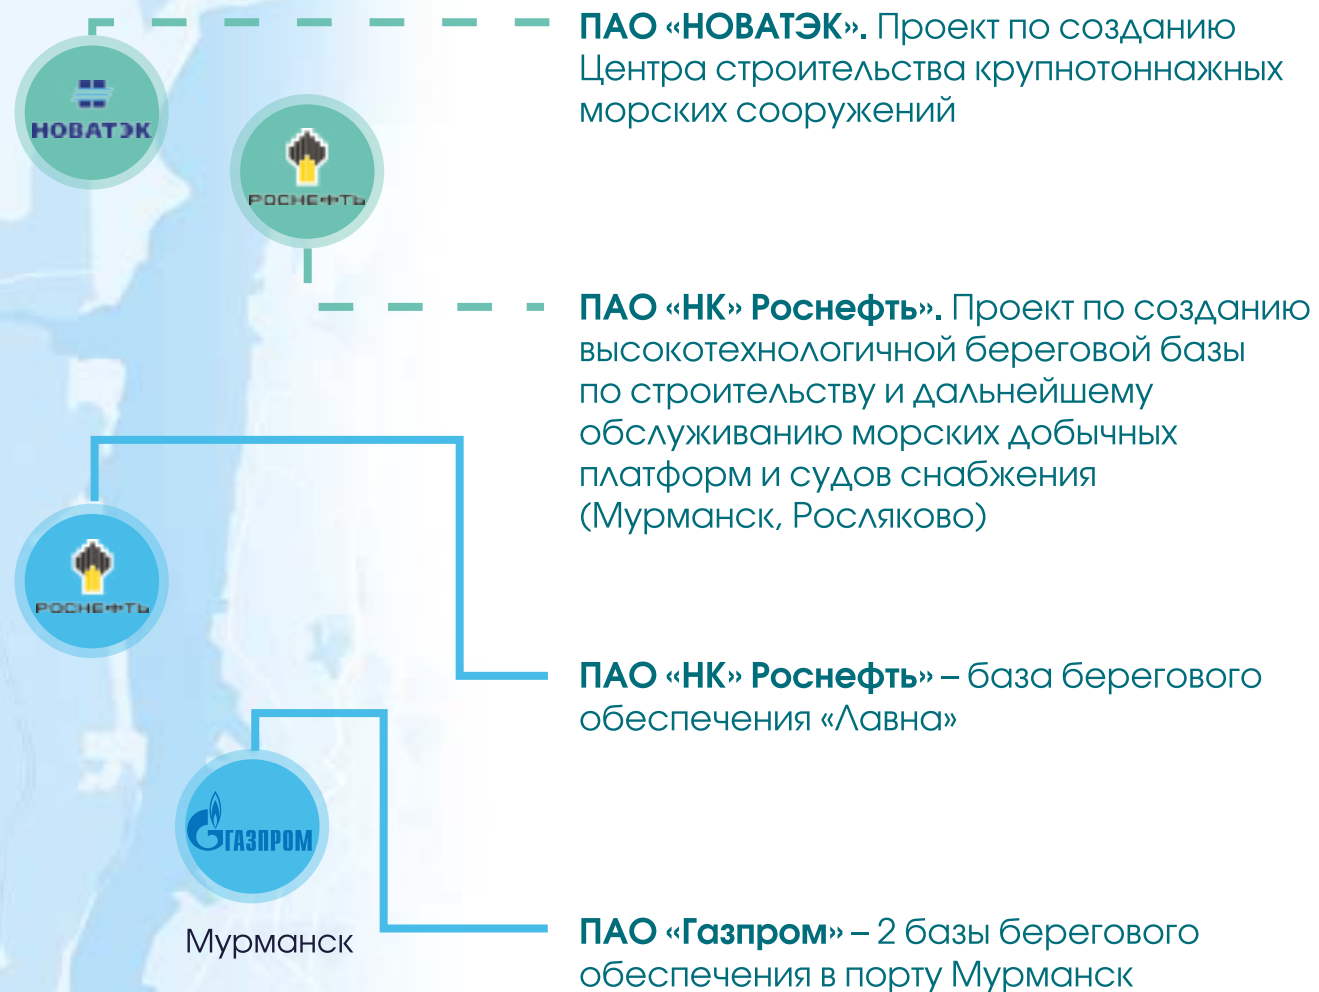 ПАО «НОВАТЭК». Проект по созданию
Центра строительства крупнотоннажных
морских сооружений
НОВАТЭК
РОСНЕФТЬ
ПАО «НК» Роснефть». Проект по созданию
высокотехнологичной береговой базы
по строительству и дальнейшему
обслуживанию морских добычных
платформ и судов снабжения
(Мурманск, Росляково)
РОСНЕФТЬ
ПАО «НК» Роснефть» – база берегового
обеспечения «Лавна»
ГАЗПРОМ
Мурманск
ПАО «Газпром» – 2 базы берегового
обеспечения в порту Мурманск